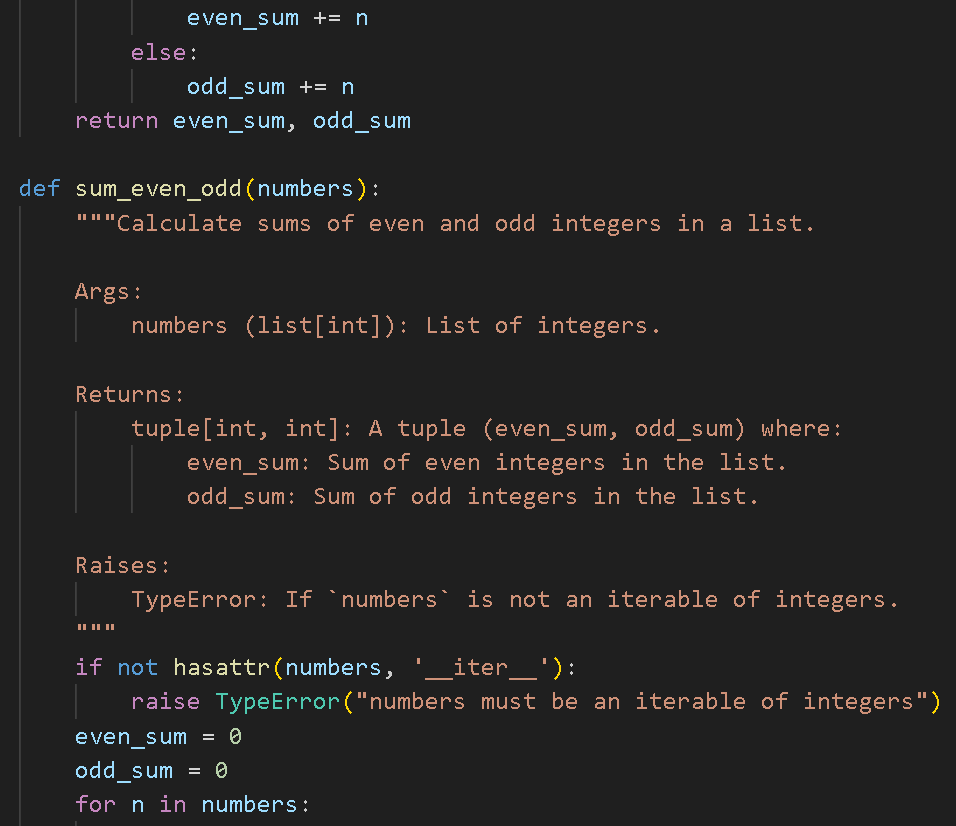 even_sum += n
        else:
            odd_sum += n
    return even_sum, odd_sum

def sum_even_odd(numbers):
    """Calculate sums of even and odd integers in a list.

    Args:
        numbers (list[int]): List of integers.

    Returns:
        tuple[int, int]: A tuple (even_sum, odd_sum) where:
            even_sum: Sum of even integers in the list.
            odd_sum: Sum of odd integers in the list.

    Raises:
        TypeError: If `numbers` is not an iterable of integers.
    """
    if not hasattr(numbers, '__iter__'):
        raise TypeError("numbers must be an iterable of integers")
    even_sum = 0
    odd_sum = 0
    for n in numbers: